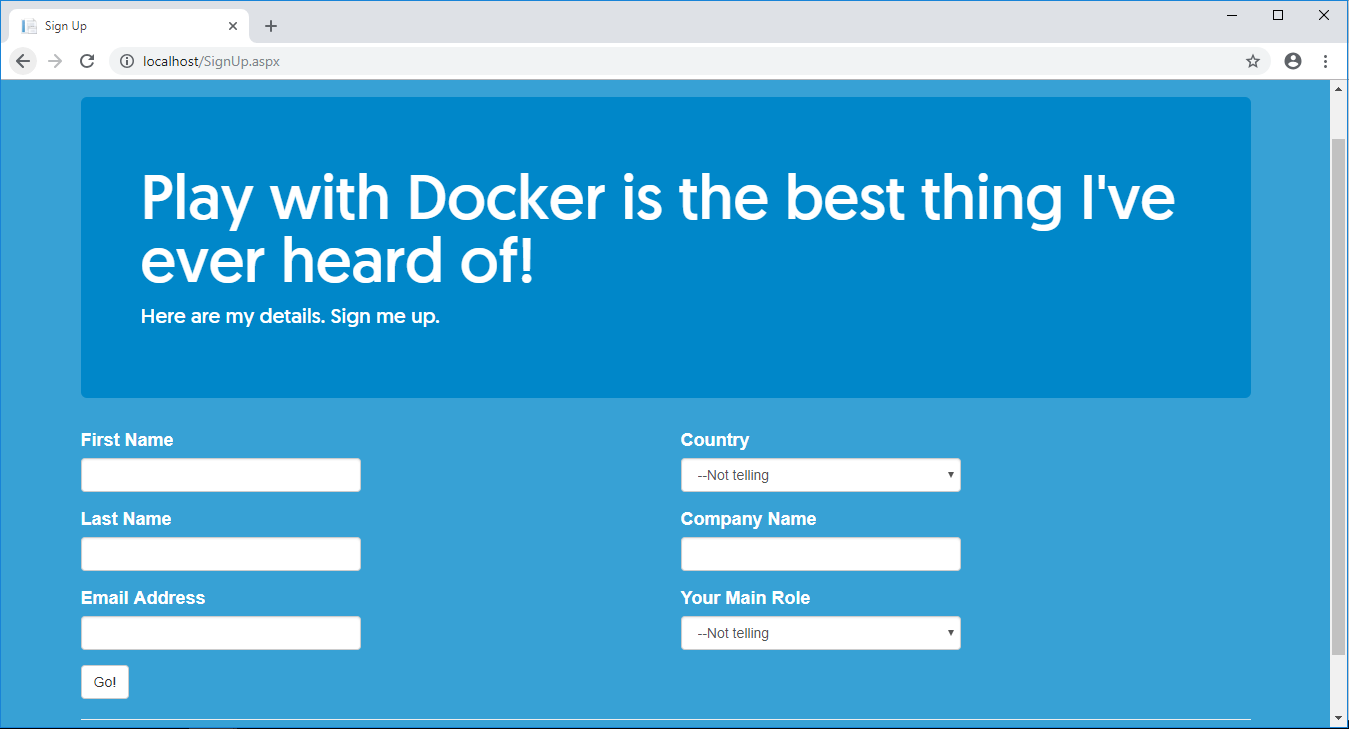 Sign Up
localhost/SignUp.aspx
Play with Docker is the best thing I've
ever heard of!
Here are my details. Sign me up.
First Name
Country
--Not telling
Last Name
Company Name
Email Address
Your Main Role
--Not telling
Go!